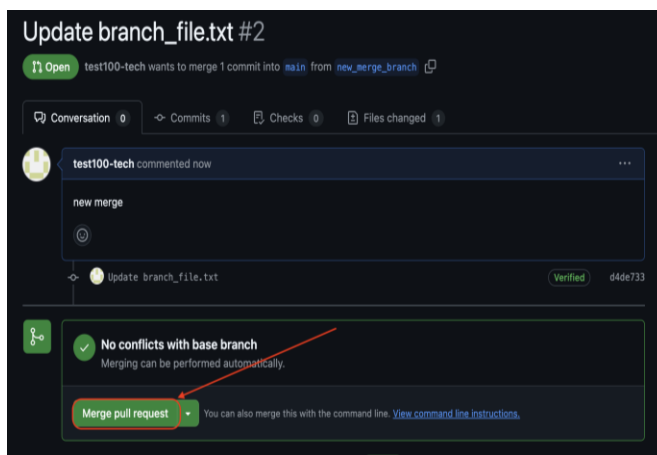 Update branch_file.txt #2
Open test100-tech wants to merge 1 commit into main from new_merge_branch
Conversation 0 Commits 1 Checks 0 Files changed 1
test100-tech commented now ...
new merge
Update branch_file.txt Verified d4de733
No conflicts with base branch
Merging can be performed automatically.
Merge pull request You can also merge this with the command line. View command line instructions.